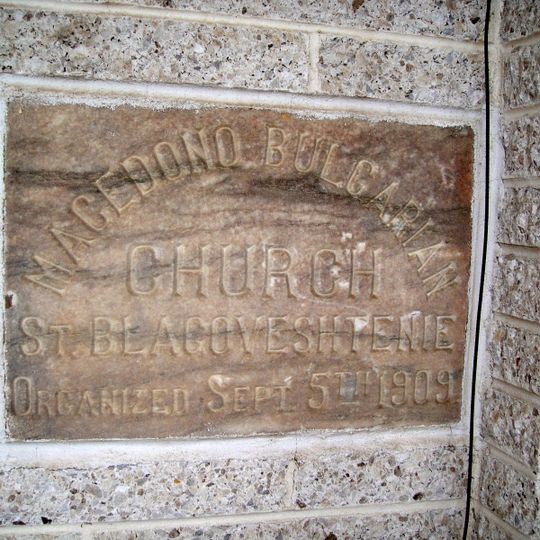 MACEDONO BULGARIAN
CHURCH
ST. BLAGOVESHTENIE
ORGANIZED SEPT. 5TH 1909